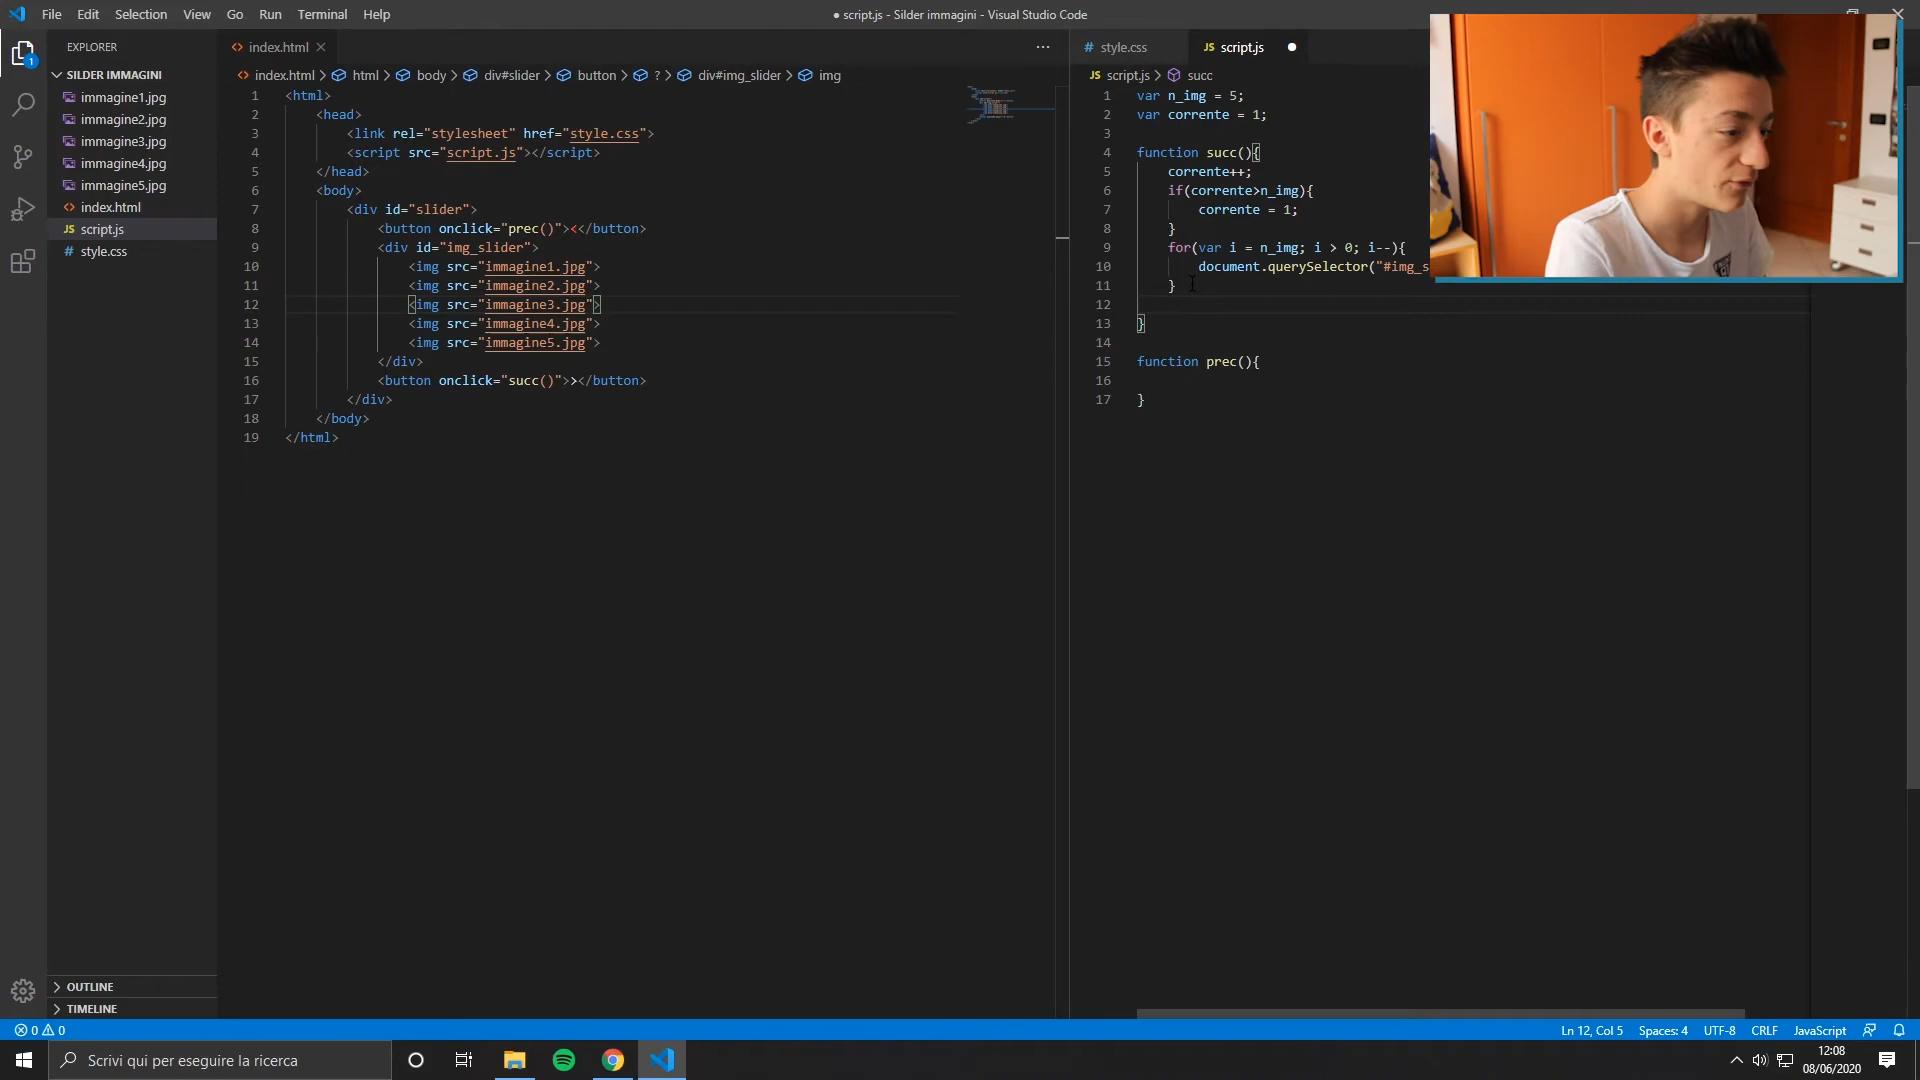 File Edit Selection View Go Run Terminal Help
● script.js - Silder immagini - Visual Studio Code
EXPLORER
SILDER IMMAGINI
immagine1.jpg
immagine2.jpg
immagine3.jpg
immagine4.jpg
immagine5.jpg
index.html
JS script.js
# style.css
OUTLINE
TIMELINE
index.html
index.html > html > body > div#slider > button > ? > div#img_slider > img
1 <html>
2 <head>
3 <link rel="stylesheet" href="style.css">
4 <script src="script.js"></script>
5 </head>
6 <body>
7 <div id="slider">
8 <button onclick="prec()"><</button>
9 <div id="img_slider">
10 <img src="immagine1.jpg">
11 <img src="immagine2.jpg">
12 <img src="immagine3.jpg">
13 <img src="immagine4.jpg">
14 <img src="immagine5.jpg">
15 </div>
16 <button onclick="succ()">></button>
17 </div>
18 </body>
19 </html>
# style.css JS script.js
JS script.js > succ
1 var n_img = 5;
2 var corrente = 1;
3
4 function succ(){
5 corrente++;
6 if(corrente>n_img){
7 corrente = 1;
8 }
9 for(var i = n_img; i > 0; i--){
10 document.querySelector("#img_s
11 }
12
13 }
14
15 function prec(){
16
17 }
0 0
Ln 12, Col 5 Spaces: 4 UTF-8 CRLF JavaScript
Scrivi qui per eseguire la ricerca
12:08
08/06/2020